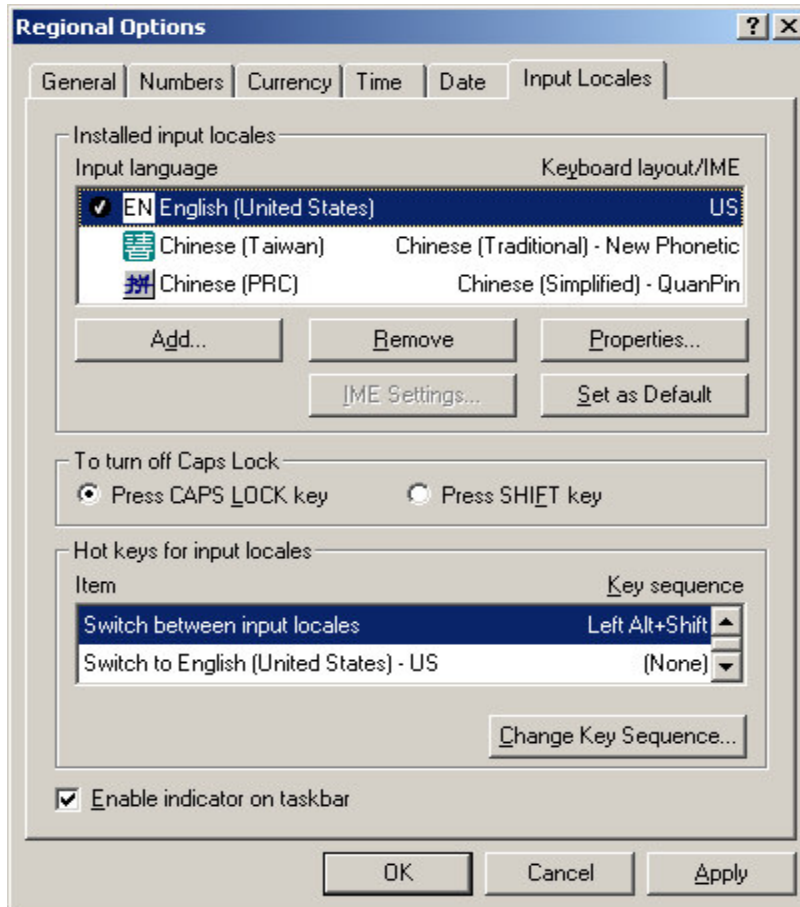 Regional Options
General Numbers Currency Time Date Input Locales
Installed input locales
Input language Keyboard layout/IME
EN English (United States) US
Chinese (Taiwan) Chinese (Traditional) - New Phonetic
拼 Chinese (PRC) Chinese (Simplified) - QuanPin
Add... Remove Properties...
IME Settings... Set as Default
To turn off Caps Lock
Press CAPS LOCK key Press SHIFT key
Hot keys for input locales
Item Key sequence
Switch between input locales Left Alt+Shift
Switch to English (United States) - US (None)
Change Key Sequence...
Enable indicator on taskbar
OK Cancel Apply